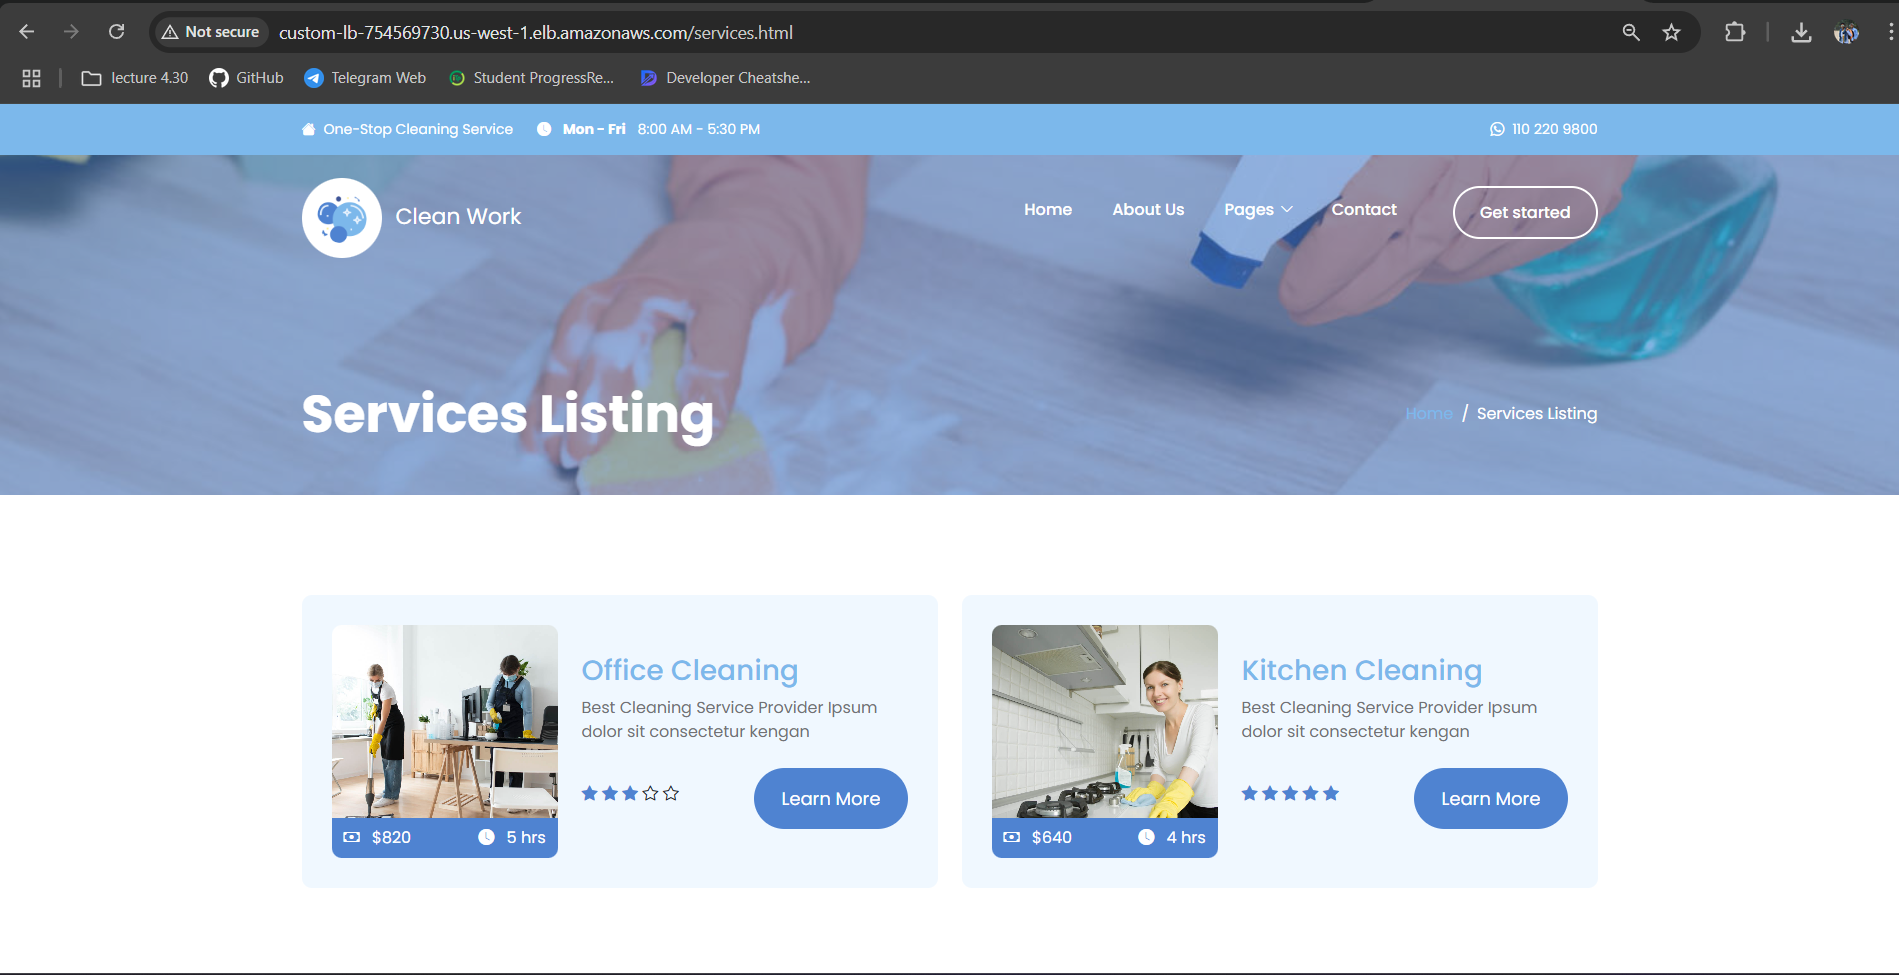 Not secure custom-lb-754569730.us-west-1.elb.amazonaws.com/services.html
lecture 4.30 GitHub Telegram Web Student ProgressRe... Developer Cheatshe...
One-Stop Cleaning Service Mon - Fri 8:00 AM - 5:30 PM 110 220 9800
Clean Work Home About Us Pages Contact Get started
Services Listing Home / Services Listing
Office Cleaning
Best Cleaning Service Provider Ipsum
dolor sit consectetur kengan
Learn More
$820 5 hrs
Kitchen Cleaning
Best Cleaning Service Provider Ipsum
dolor sit consectetur kengan
Learn More
$640 4 hrs